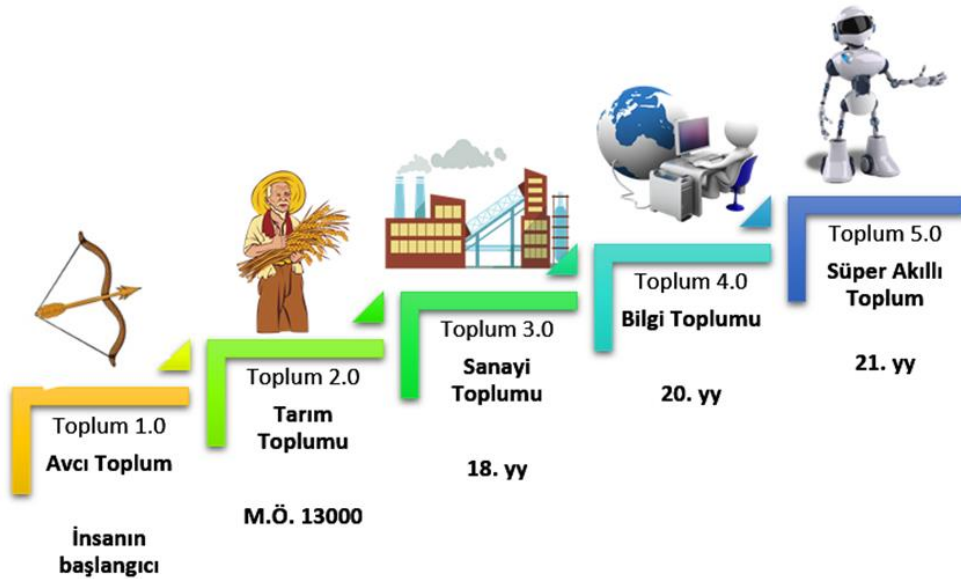 Toplum 1.0
Avcı Toplum
İnsanın
başlangıcı
Toplum 2.0
Tarım
Toplumu
M.Ö. 13000
Toplum 3.0
Sanayi
Toplumu
18. yy
Toplum 4.0
Bilgi Toplumu
20. yy
Toplum 5.0
Süper Akıllı
Toplum
21. yy